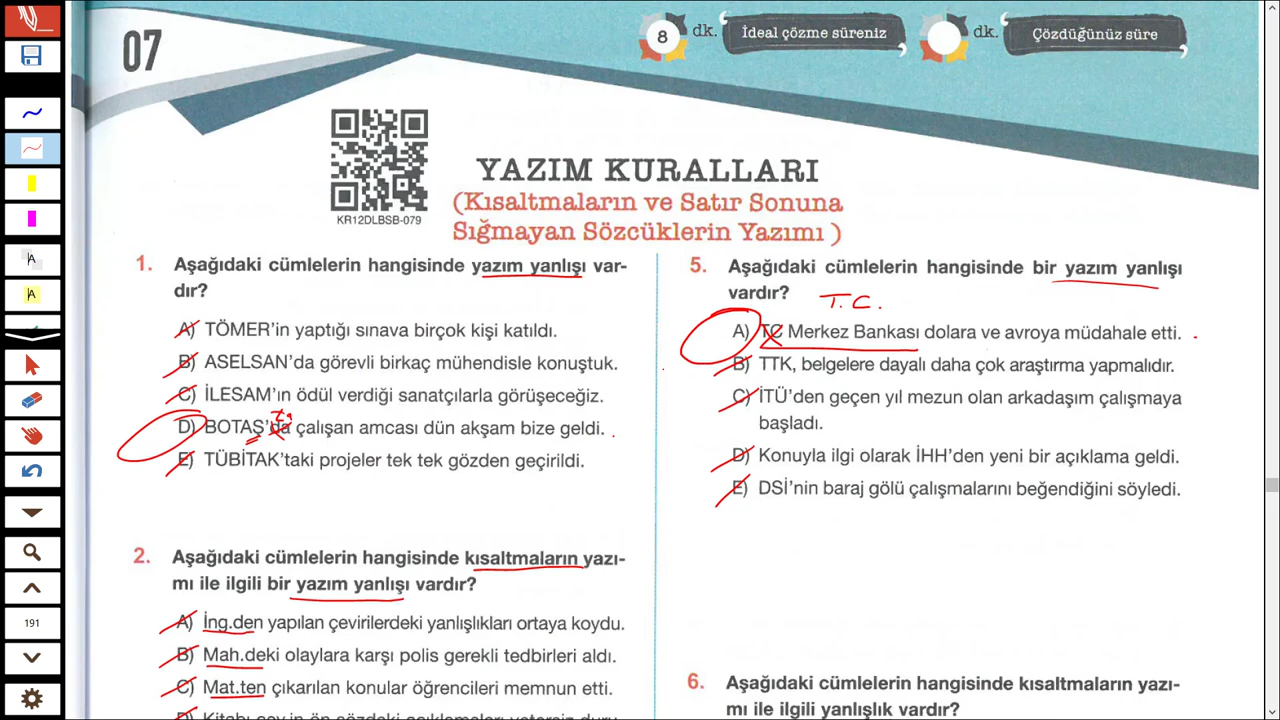 07
8 dk. İdeal çözme süreniz
dk. Çözdüğünüz süre
KR12DLBSB-079
YAZIM KURALLARI
(Kısaltmaların ve Satır Sonuna
Sığmayan Sözcüklerin Yazımı )
1. Aşağıdaki cümlelerin hangisinde yazım yanlışı var-
dır?
A) TÖMER’in yaptığı sınava birçok kişi katıldı.
B) ASELSAN’da görevli birkaç mühendisle konuştuk.
C) İLESAM’ın ödül verdiği sanatçılarla görüşeceğiz.
ta
D) BOTAŞ’da çalışan amcası dün akşam bize geldi.
E) TÜBİTAK’taki projeler tek tek gözden geçirildi.
2. Aşağıdaki cümlelerin hangisinde kısaltmaların yazı-
mı ile ilgili bir yazım yanlışı vardır?
A) İng.den yapılan çevirilerdeki yanlışlıkları ortaya koydu.
B) Mah.deki olaylara karşı polis gerekli tedbirleri aldı.
C) Mat.ten çıkarılan konular öğrencileri memnun etti.
5. Aşağıdaki cümlelerin hangisinde bir yazım yanlışı
vardır?
T.C.
A) TC Merkez Bankası dolara ve avroya müdahale etti.
B) TTK, belgelere dayalı daha çok araştırma yapmalıdır.
C) İTÜ’den geçen yıl mezun olan arkadaşım çalışmaya
başladı.
D) Konuyla ilgi olarak İHH’den yeni bir açıklama geldi.
E) DSİ’nin baraj gölü çalışmalarını beğendiğini söyledi.
6. Aşağıdaki cümlelerin hangisinde kısaltmaların yazı-
mı ile ilgili yanlışlık vardır?
A
A
191